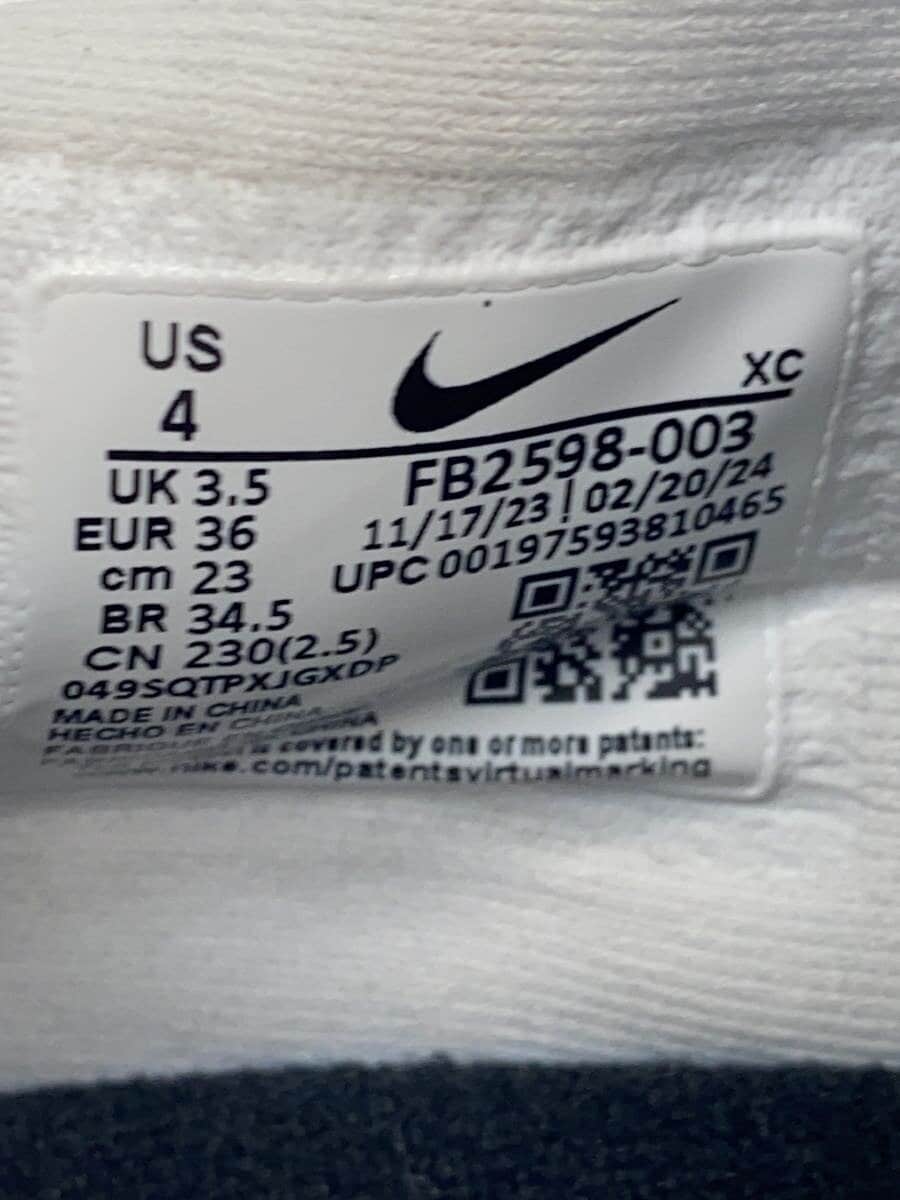 US
4
XC
UK 3.5
EUR 36
cm 23
BR 34.5
CN 230(2.5)
FB2598-003
11/17/23 | 02/20/24
UPC 00197593810465
049SQTPXJGXDP
MADE IN CHINA
HECHO EN CHINA
covered by one or more patents:
nike.com/patentsvirtualmarking